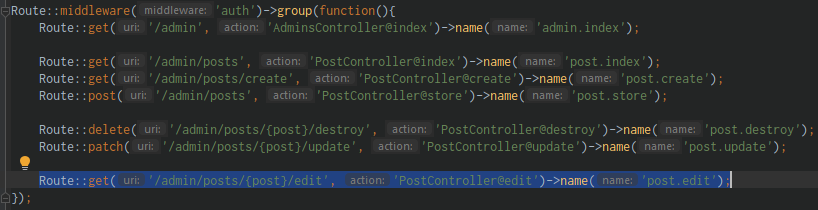 Route::middleware( middleware: 'auth')->group(function(){
Route::get( uri: '/admin', action: 'AdminsController@index')->name( name: 'admin.index');
Route::get( uri: '/admin/posts', action: 'PostController@index')->name( name: 'post.index');
Route::get( uri: '/admin/posts/create', action: 'PostController@create')->name( name: 'post.create');
Route::post( uri: '/admin/posts', action: 'PostController@store')->name( name: 'post.store');
Route::delete( uri: '/admin/posts/{post}/destroy', action: 'PostController@destroy')->name( name: 'post.destroy');
Route::patch( uri: '/admin/posts/{post}/update', action: 'PostController@update')->name( name: 'post.update');
Route::get( uri: '/admin/posts/{post}/edit', action: 'PostController@edit')->name( name: 'post.edit');
});